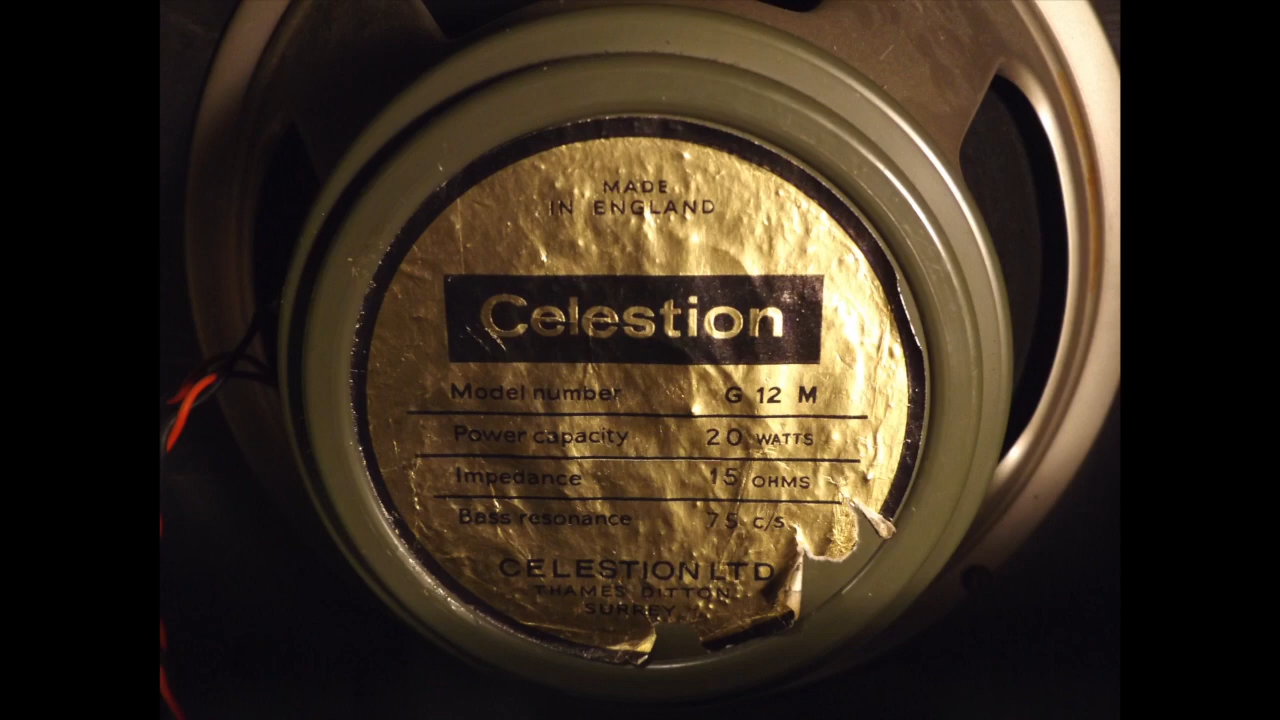 MADE
IN ENGLAND
Celestion
Model number G 12 M
Power capacity 20 WATTS
Impedance 15 OHMS
Bass resonance 75 c/s
CELESTION LTD
THAMES DITTON
SURREY